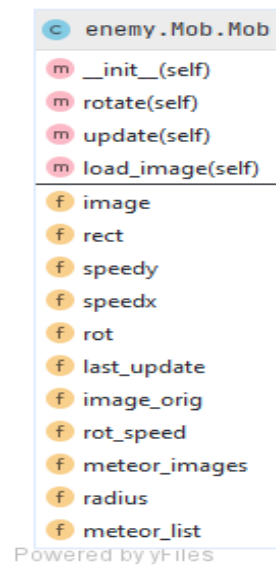 C enemy.Mob.Mob
m __init__(self)
m rotate(self)
m update(self)
m load_image(self)
f image
f rect
f speedy
f speedx
f rot
f last_update
f image_orig
f rot_speed
f meteor_images
f radius
f meteor_list
Powered by yFiles